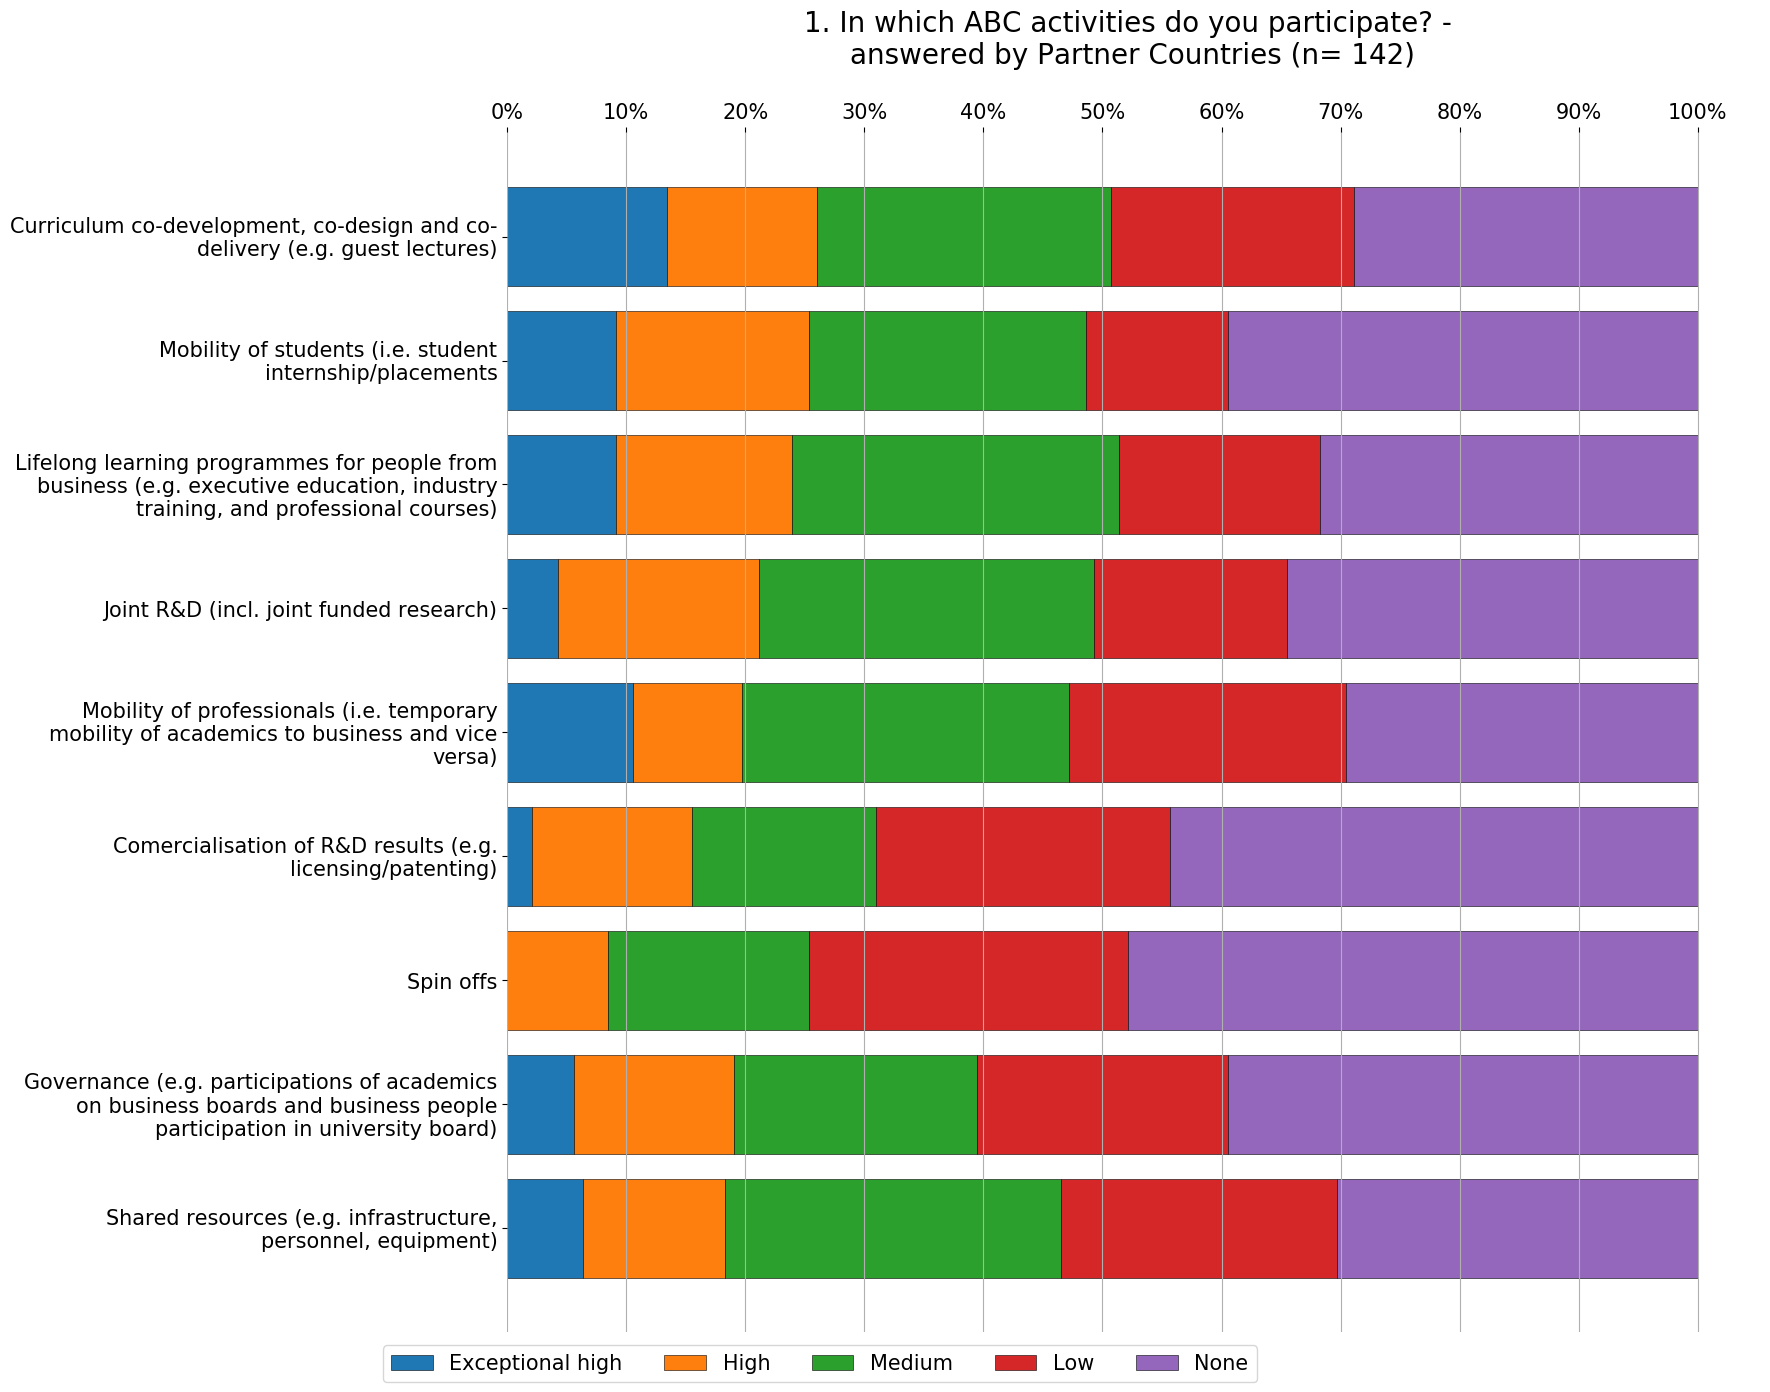 1. In which ABC activities do you participate? -
answered by Partner Countries (n= 142)
0% 10% 20% 30% 40% 50% 60% 70% 80% 90% 100%
Curriculum co-development, co-design and co-
delivery (e.g. guest lectures)
Mobility of students (i.e. student
internship/placements
Lifelong learning programmes for people from
business (e.g. executive education, industry
training, and professional courses)
Joint R&D (incl. joint funded research)
Mobility of professionals (i.e. temporary
mobility of academics to business and vice
versa)
Comercialisation of R&D results (e.g.
licensing/patenting)
Spin offs
Governance (e.g. participations of academics
on business boards and business people
participation in university board)
Shared resources (e.g. infrastructure,
personnel, equipment)
Exceptional high High Medium Low None